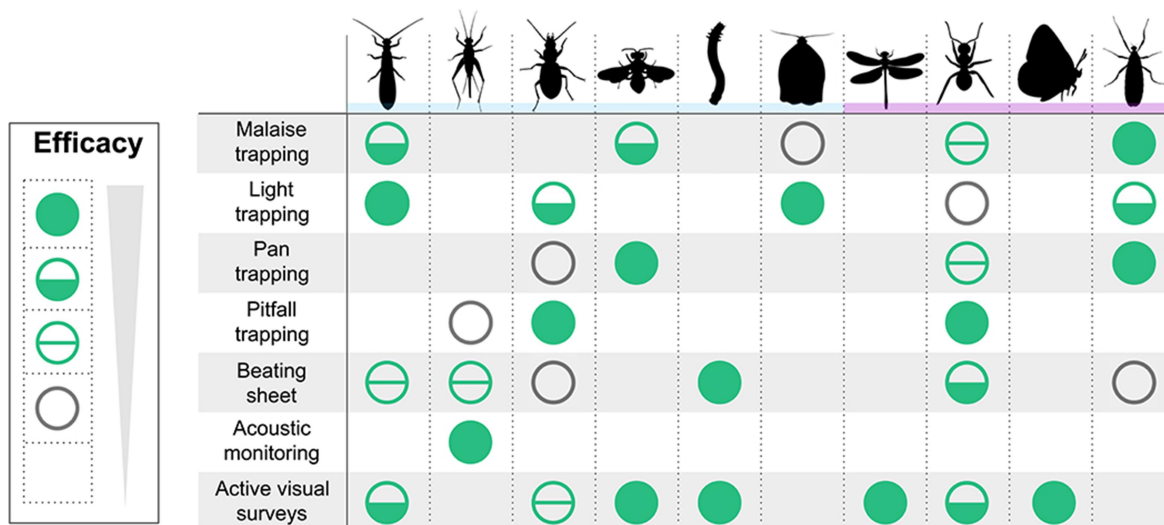 Efficacy
Malaise
trapping
Light
trapping
Pan
trapping
Pitfall
trapping
Beating
sheet
Acoustic
monitoring
Active visual
surveys